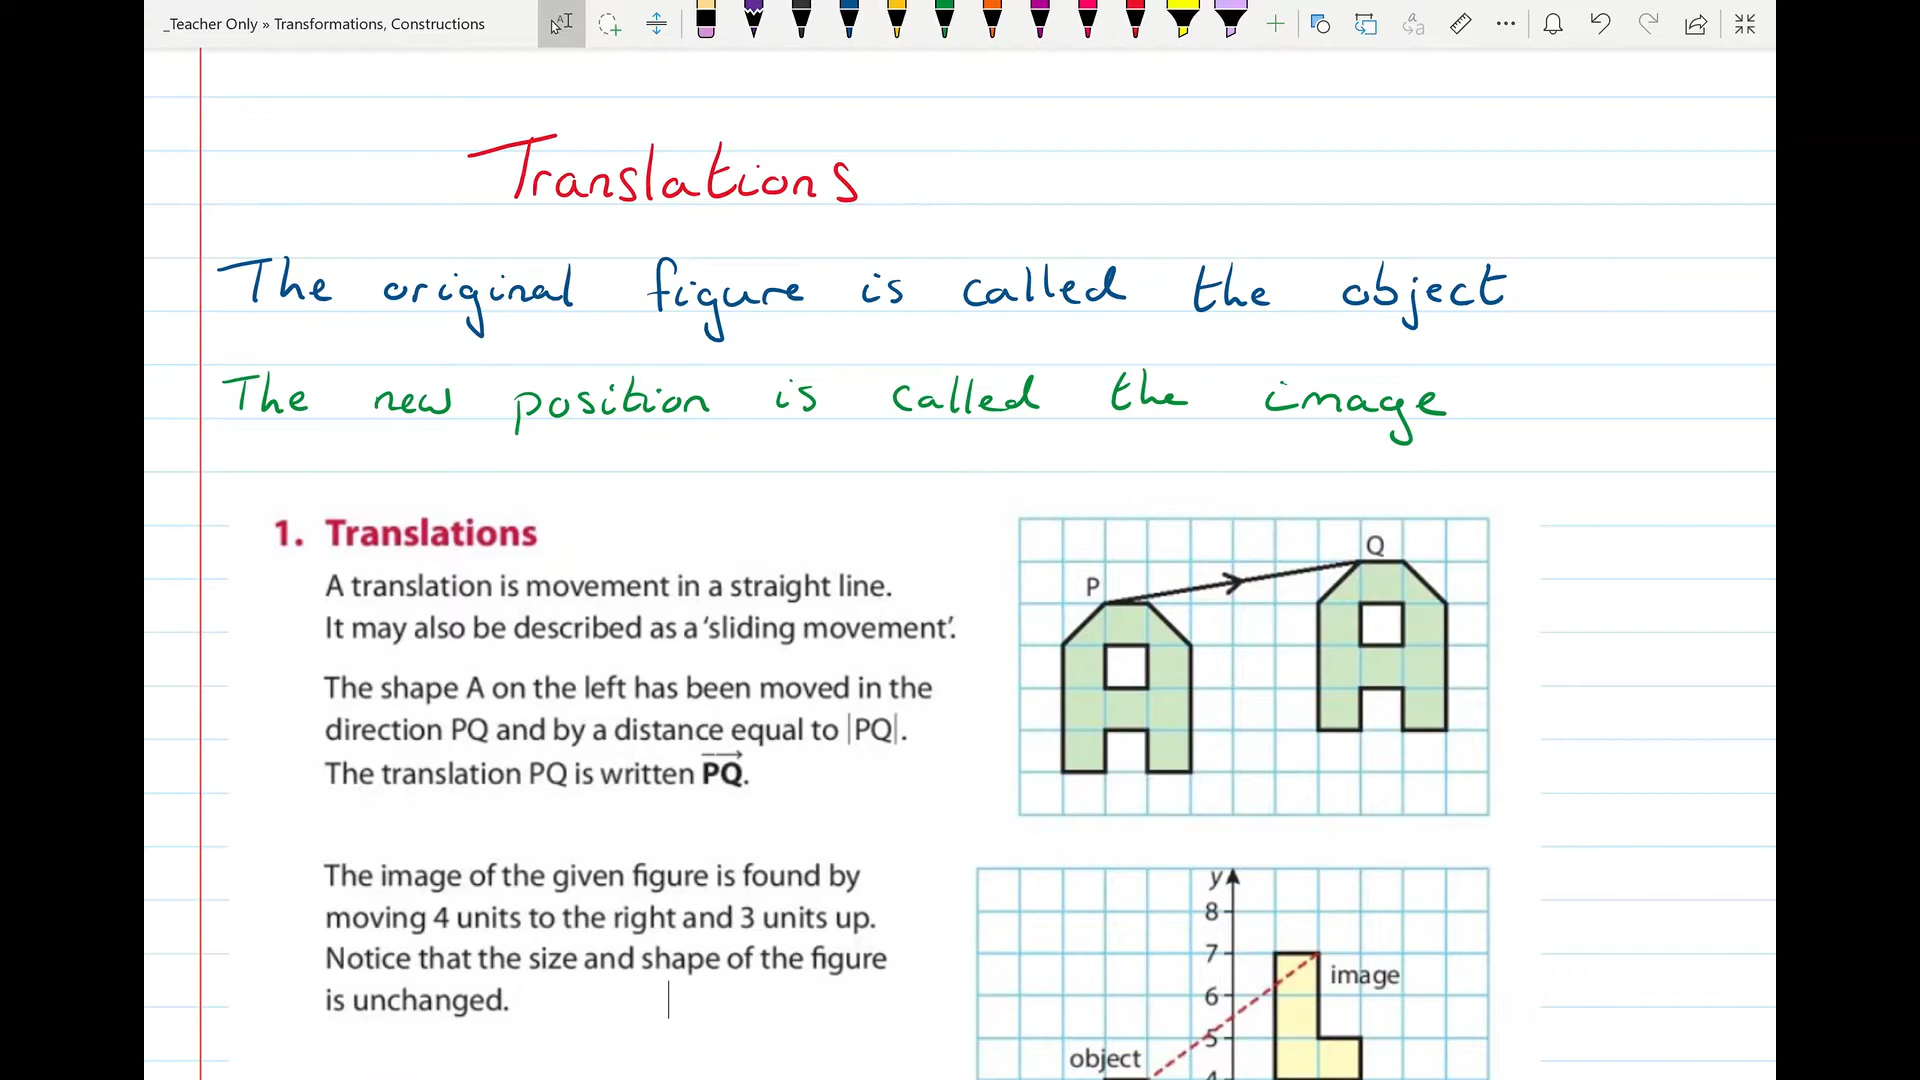 _Teacher Only » Transformations, Constructions
Translations
The original figure is called the object
The new position is called the image
1. Translations
A translation is movement in a straight line.
It may also be described as a ‘sliding movement’.
The shape A on the left has been moved in the
direction PQ and by a distance equal to |PQ|.
The translation PQ is written PQ.
P
Q
The image of the given figure is found by
moving 4 units to the right and 3 units up.
Notice that the size and shape of the figure
is unchanged.
y
8
7
image
6
5
object
4